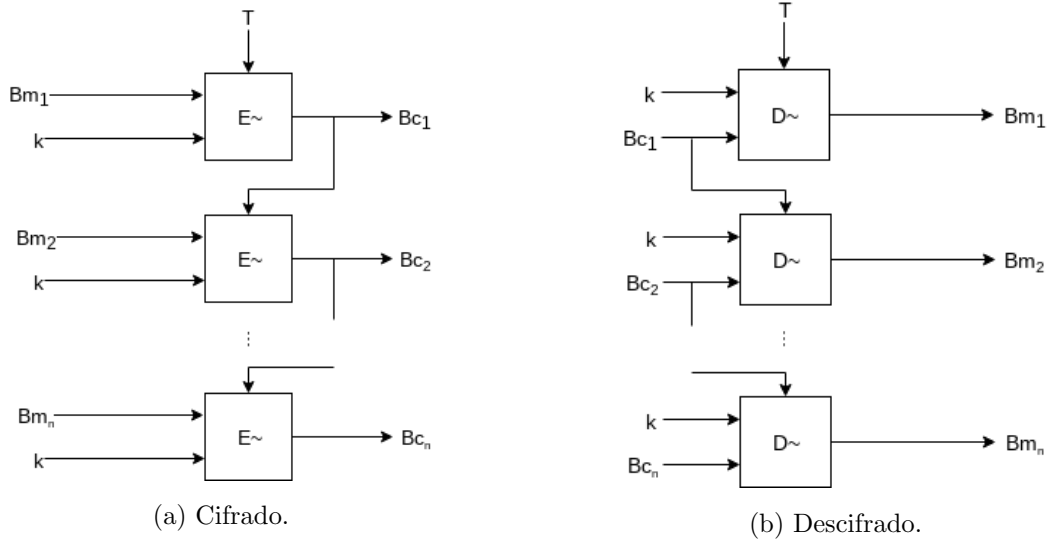 T
Bm1
k
E~
Bc1
Bm2
k
E~
Bc2
Bmn
k
E~
Bcn
(a) Cifrado.
T
k
Bc1
D~
Bm1
k
Bc2
D~
Bm2
k
Bcn
D~
Bmn
(b) Descifrado.